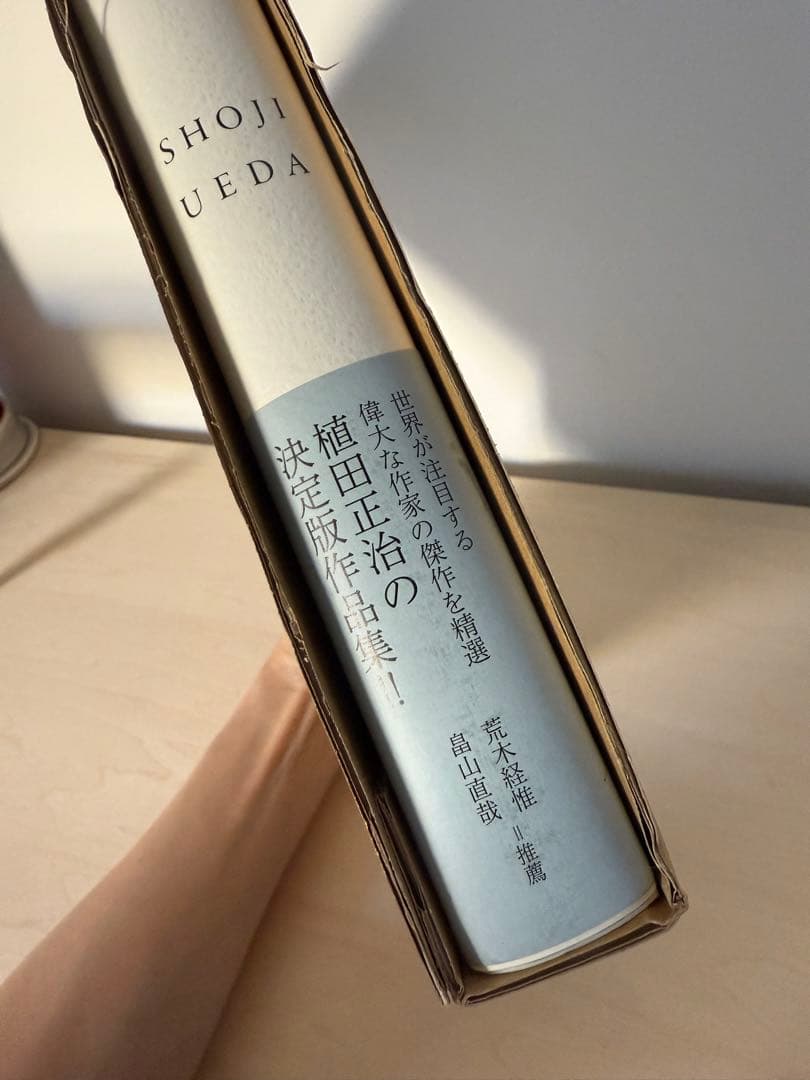 SHOJI
UEDA
世界が注目する
偉大な作家の傑作を精選
植田正治の
決定版作品集!!
荒木経惟
畠山直哉
=推薦